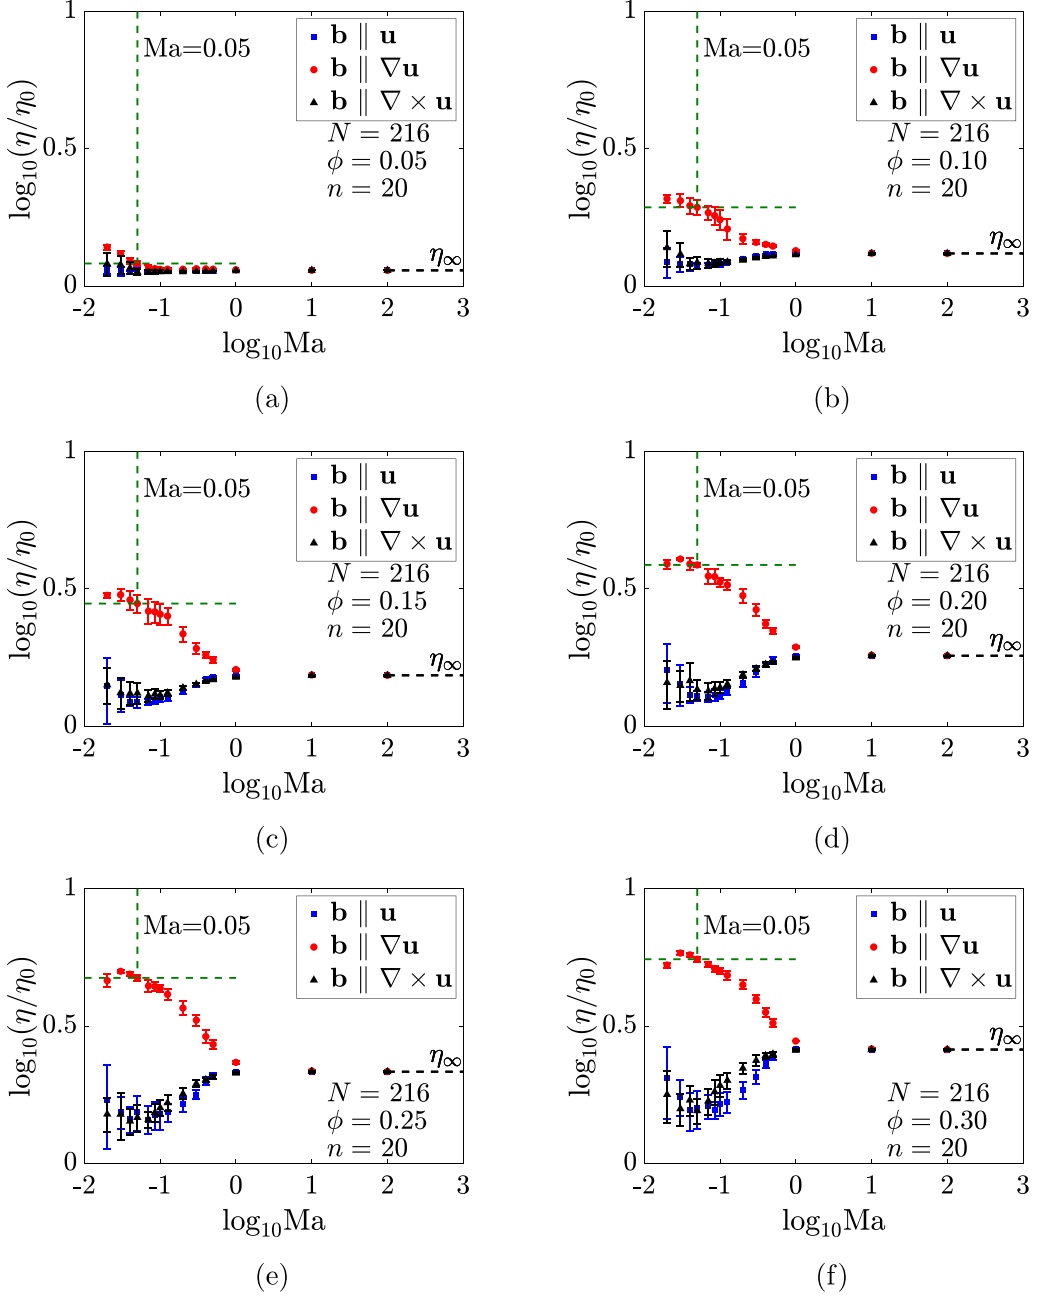 1
0.5
0
log₁₀(η/η₀)
Ma=0.05
b ∥ u
b ∥ ∇u
b ∥ ∇ × u
N = 216
ϕ = 0.05
n = 20
η∞
-2 -1 0 1 2 3
log₁₀Ma
(a)
1
0.5
0
log₁₀(η/η₀)
Ma=0.05
b ∥ u
b ∥ ∇u
b ∥ ∇ × u
N = 216
ϕ = 0.10
n = 20
η∞
-2 -1 0 1 2 3
log₁₀Ma
(b)
1
0.5
0
log₁₀(η/η₀)
Ma=0.05
b ∥ u
b ∥ ∇u
b ∥ ∇ × u
N = 216
ϕ = 0.15
n = 20
η∞
-2 -1 0 1 2 3
log₁₀Ma
(c)
1
0.5
0
log₁₀(η/η₀)
Ma=0.05
b ∥ u
b ∥ ∇u
b ∥ ∇ × u
N = 216
ϕ = 0.20
n = 20
η∞
-2 -1 0 1 2 3
log₁₀Ma
(d)
1
0.5
0
log₁₀(η/η₀)
Ma=0.05
b ∥ u
b ∥ ∇u
b ∥ ∇ × u
η∞
N = 216
ϕ = 0.25
n = 20
-2 -1 0 1 2 3
log₁₀Ma
(e)
1
0.5
0
log₁₀(η/η₀)
Ma=0.05
b ∥ u
b ∥ ∇u
b ∥ ∇ × u
η∞
N = 216
ϕ = 0.30
n = 20
-2 -1 0 1 2 3
log₁₀Ma
(f)